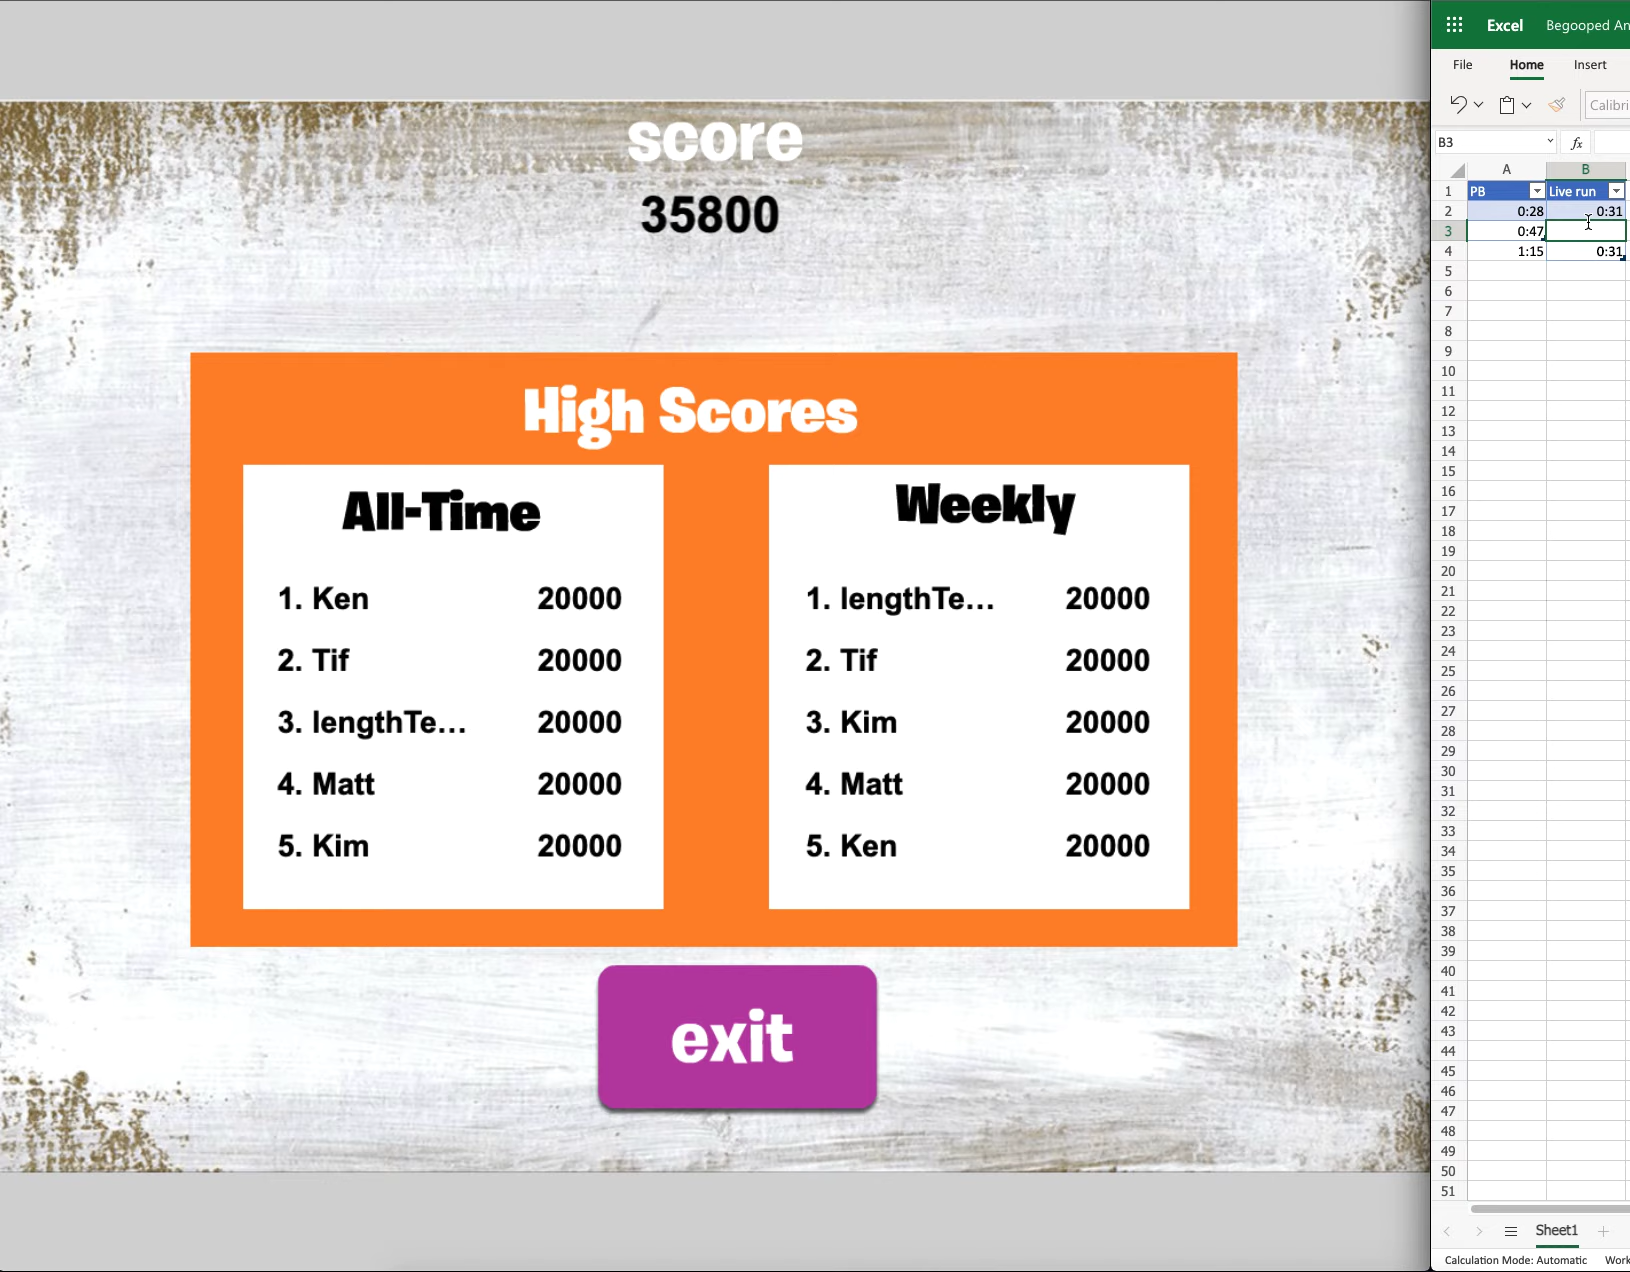 score
35800
High Scores
All-Time
1. Ken 20000
2. Tif 20000
3. lengthTe... 20000
4. Matt 20000
5. Kim 20000
Weekly
1. lengthTe... 20000
2. Tif 20000
3. Kim 20000
4. Matt 20000
5. Ken 20000
exit
Excel Begooped An
File Home Insert
Calibri
B3 fx
A B
1 PB Live run
2 0:28 0:31
3 0:47
4 1:15 0:31
5
6
7
8
9
10
11
12
13
14
15
16
17
18
19
20
21
22
23
24
25
26
27
28
29
30
31
32
33
34
35
36
37
38
39
40
41
42
43
44
45
46
47
48
49
50
51
Sheet1
Calculation Mode: Automatic Work